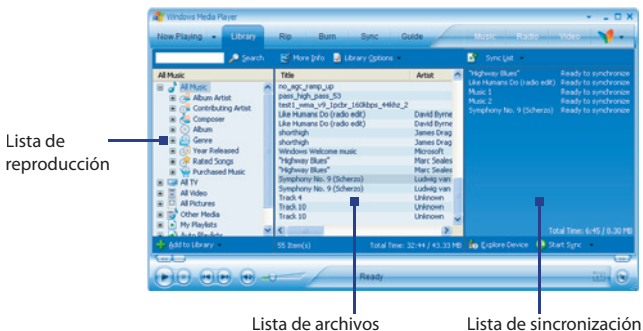 Windows Media Player
Now Playing Library Rip Burn Sync Guide Music Radio Video
Search More Info Library Options Sync List
All Music
All Music
Album Artist
Contributing Artist
Composer
Album
Genre
Year Released
Rated Songs
Purchased Music
All TV
All Video
All Pictures
Other Media
My Playlists
Auto Playlists
Title Artist
no_agc_ramp_up
pass_high_pass_53
test1_wma_v9_1pcbr_160kbps_44khz_2
Like Humans Do (radio edit) David Byrne
Like Humans Do (radio edit) David Byrne
shorthigh James Drag
shorthigh James Drag
Windows Welcome music Microsoft
"Highway Blues" Marc Seales
"Highway Blues" Marc Seales
Symphony No. 9 (Scherzo) Ludwig van
Symphony No. 9 (Scherzo) Ludwig van
Track 4 Unknown
Track 10 Unknown
Track 10 Unknown
"Highway Blues" Ready to synchronize
Like Humans Do (radio edit) Ready to synchronize
Music 1 Ready to synchronize
Music 2 Ready to synchronize
Symphony No. 9 (Scherzo) Ready to synchronize
Total Time: 6:45 / 8.30 MB
Add to Library 55 Item(s) Total Time: 32:44 / 43.33 MB Explore Device Start Sync
Ready
Lista de
reproducción
Lista de archivos
Lista de sincronización